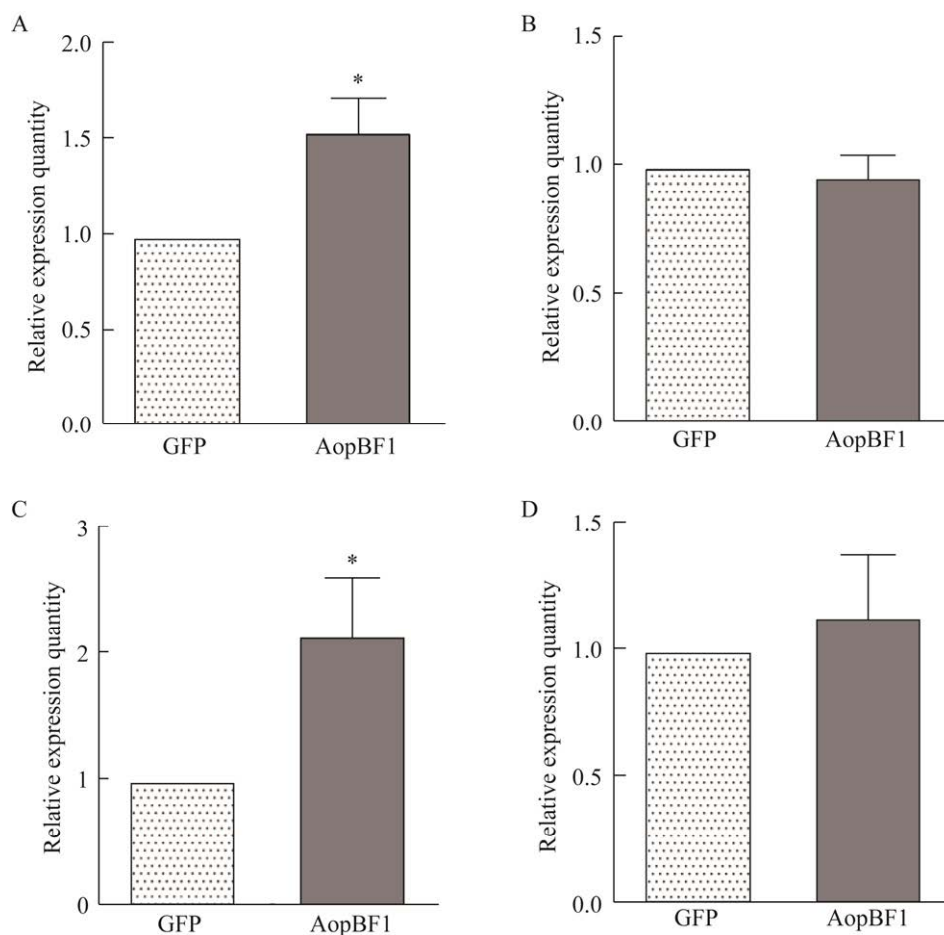 A
Relative expression quantity
2.0
*
1.5
1.0
0.5
0.0
GFP AopBF1
B
Relative expression quantity
1.5
1.0
0.5
0.0
GFP AopBF1
C
Relative expression quantity
3
*
2
1
0
GFP AopBF1
D
Relative expression quantity
1.5
1.0
0.5
0.0
GFP AopBF1